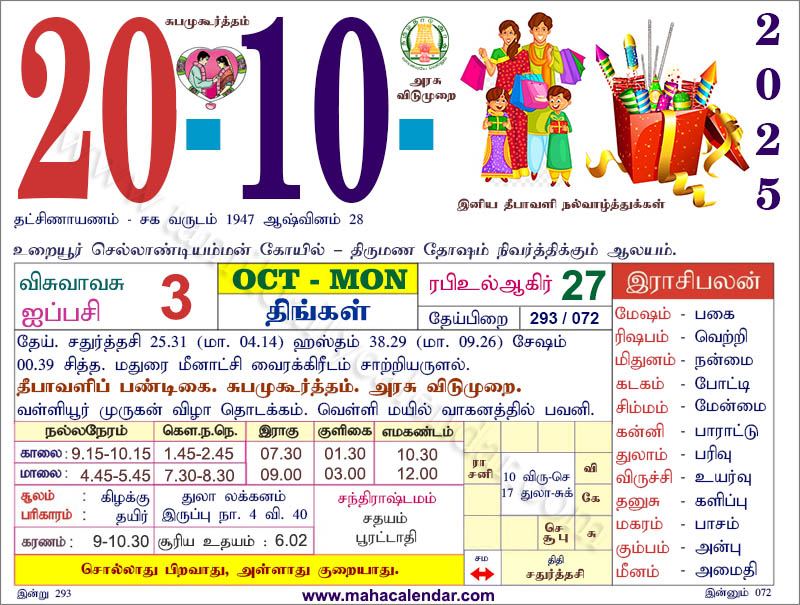 சுபமுகூர்த்தம்
20-10-
2025
அரசு
விடுமுறை
இனிய தீபாவளி நல்வாழ்த்துக்கள்
தட்சிணாயணம் - சக வருடம் 1947 ஆஷ்வினம் 28
உறையூர் செல்லாண்டியம்மன் கோயில் – திருமண தோஷம் நிவர்த்திக்கும் ஆலயம்.
விசுவாவசு
ஐப்பசி 3
OCT - MON
திங்கள்
ரபிஉல்ஆகிர் 27
தேய்பிறை 293 / 072
தேய். சதுர்த்தசி 25.31 (மா. 04.14) ஹஸ்தம் 38.29 (மா. 09.26) சேஷம்
00.39 சித்த. மதுரை மீனாட்சி வைரக்கிரீடம் சாற்றியருளல்.
தீபாவளிப் பண்டிகை. சுபமுகூர்த்தம். அரசு விடுமுறை.
வள்ளியூர் முருகன் விழா தொடக்கம். வெள்ளி மயில் வாகனத்தில் பவனி.
நல்லநேரம் கௌ.ந.நெ. இராகு குளிகை எமகண்டம்
காலை: 9.15-10.15 1.45-2.45 07.30 01.30 10.30
மாலை: 4.45-5.45 7.30-8.30 09.00 03.00 12.00
சூலம் : கிழக்கு
பரிகாரம் : தயிர்
துலா லக்கனம்
இருப்பு நா. 4 வி. 40
சந்திராஷ்டமம்
சதயம்
பூரட்டாதி
கரணம்: 9-10.30 சூரிய உதயம் : 6.02
சொல்லாது பிறவாது, அள்ளாது குறையாது.
ரா
சனி
10 விரு-செ
17 துலா-சுக்
வி
கே
செ
சூபு
சு
சம
திதி
சதுர்த்தசி
இராசிபலன்
மேஷம் - பகை
ரிஷபம் - வெற்றி
மிதுனம் - நன்மை
கடகம் - போட்டி
சிம்மம் - மேன்மை
கன்னி - பாராட்டு
துலாம் - பரிவு
விருச்சி - உயர்வு
தனுசு - களிப்பு
மகரம் - பாசம்
கும்பம் - அன்பு
மீனம் - அமைதி
இன்று 293
www.mahacalendar.com
இன்னும் 072